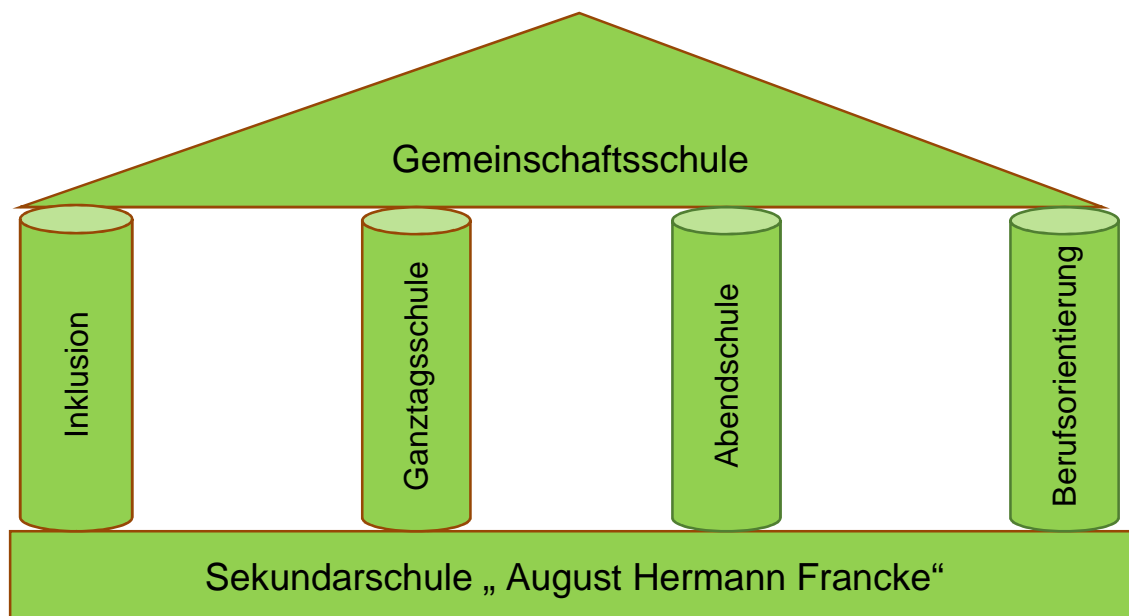 Gemeinschaftsschule
Inklusion
Ganztagsschule
Abendschule
Berufsorientierung
Sekundarschule „ August Hermann Francke“